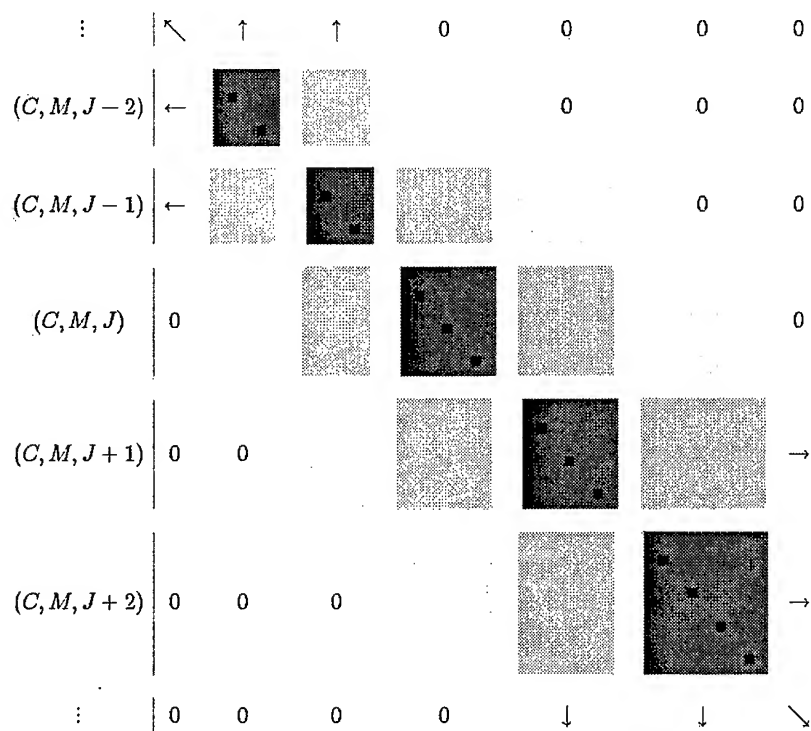 ⋮ ↖ ↑ ↑ 0 0 0 0
(C, M, J − 2) ← 0 0 0
(C, M, J − 1) ← 0 0
(C, M, J) 0 0
(C, M, J + 1) 0 0 →
(C, M, J + 2) 0 0 0 →
⋮ 0 0 0 0 ↓ ↓ ↘